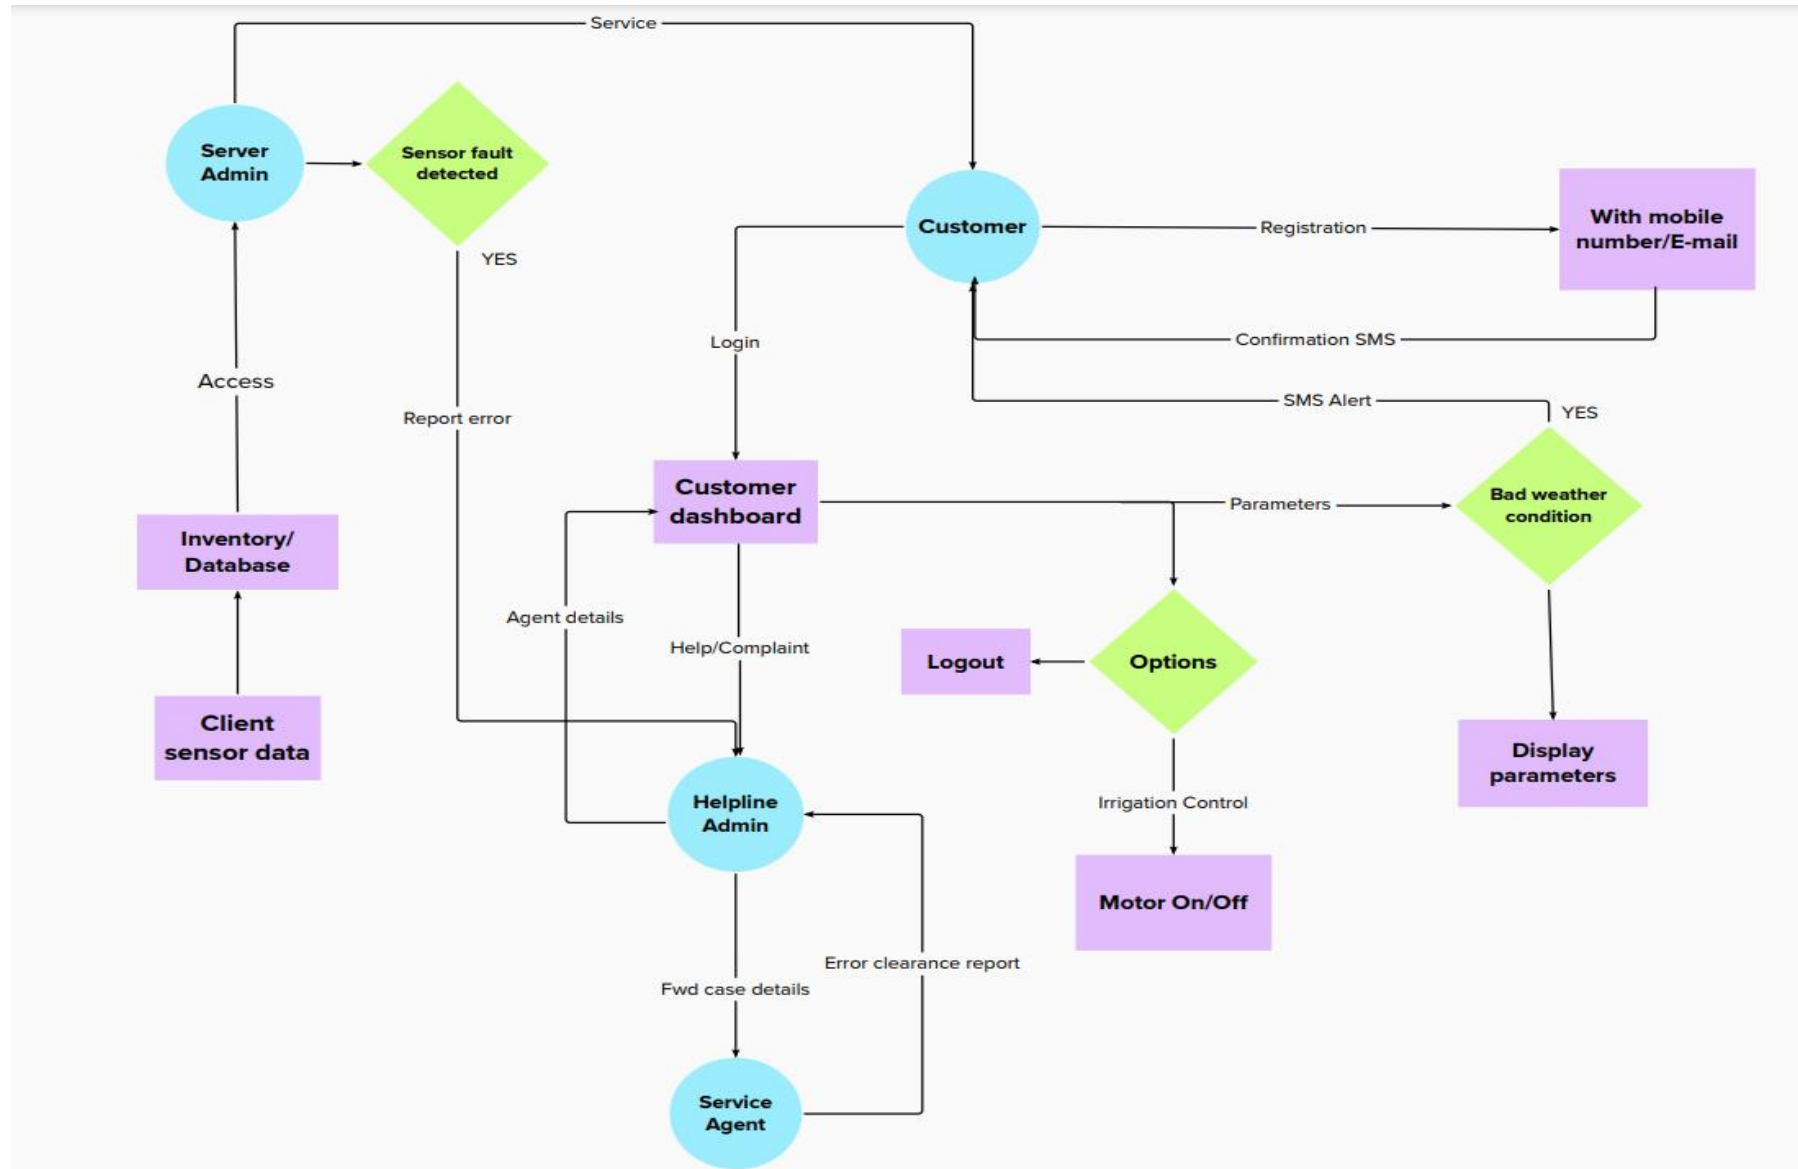 Service
Server
Admin
Sensor fault
detected
Customer
Registration
With mobile
number/E-mail
YES
Login
Confirmation SMS
Access
SMS Alert
YES
Report error
Customer
dashboard
Parameters
Bad weather
condition
Inventory/
Database
Agent details
Help/Complaint
Logout
Options
Client
sensor data
Display
parameters
Helpline
Admin
Irrigation Control
Motor On/Off
Error clearance report
Fwd case details
Service
Agent